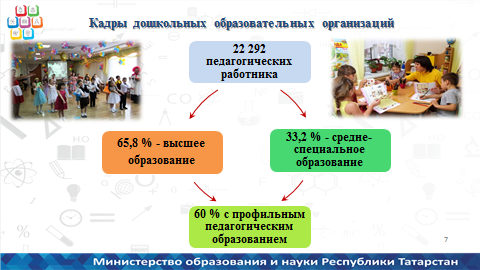 Кадры дошкольных образовательных организаций
22 292
педагогических
работника
65,8 % - высшее
образование
33,2 % - средне-
специальное
образование
60 % с профильным
педагогическим
образованием
7
Министерство образования и науки Республики Татарстан